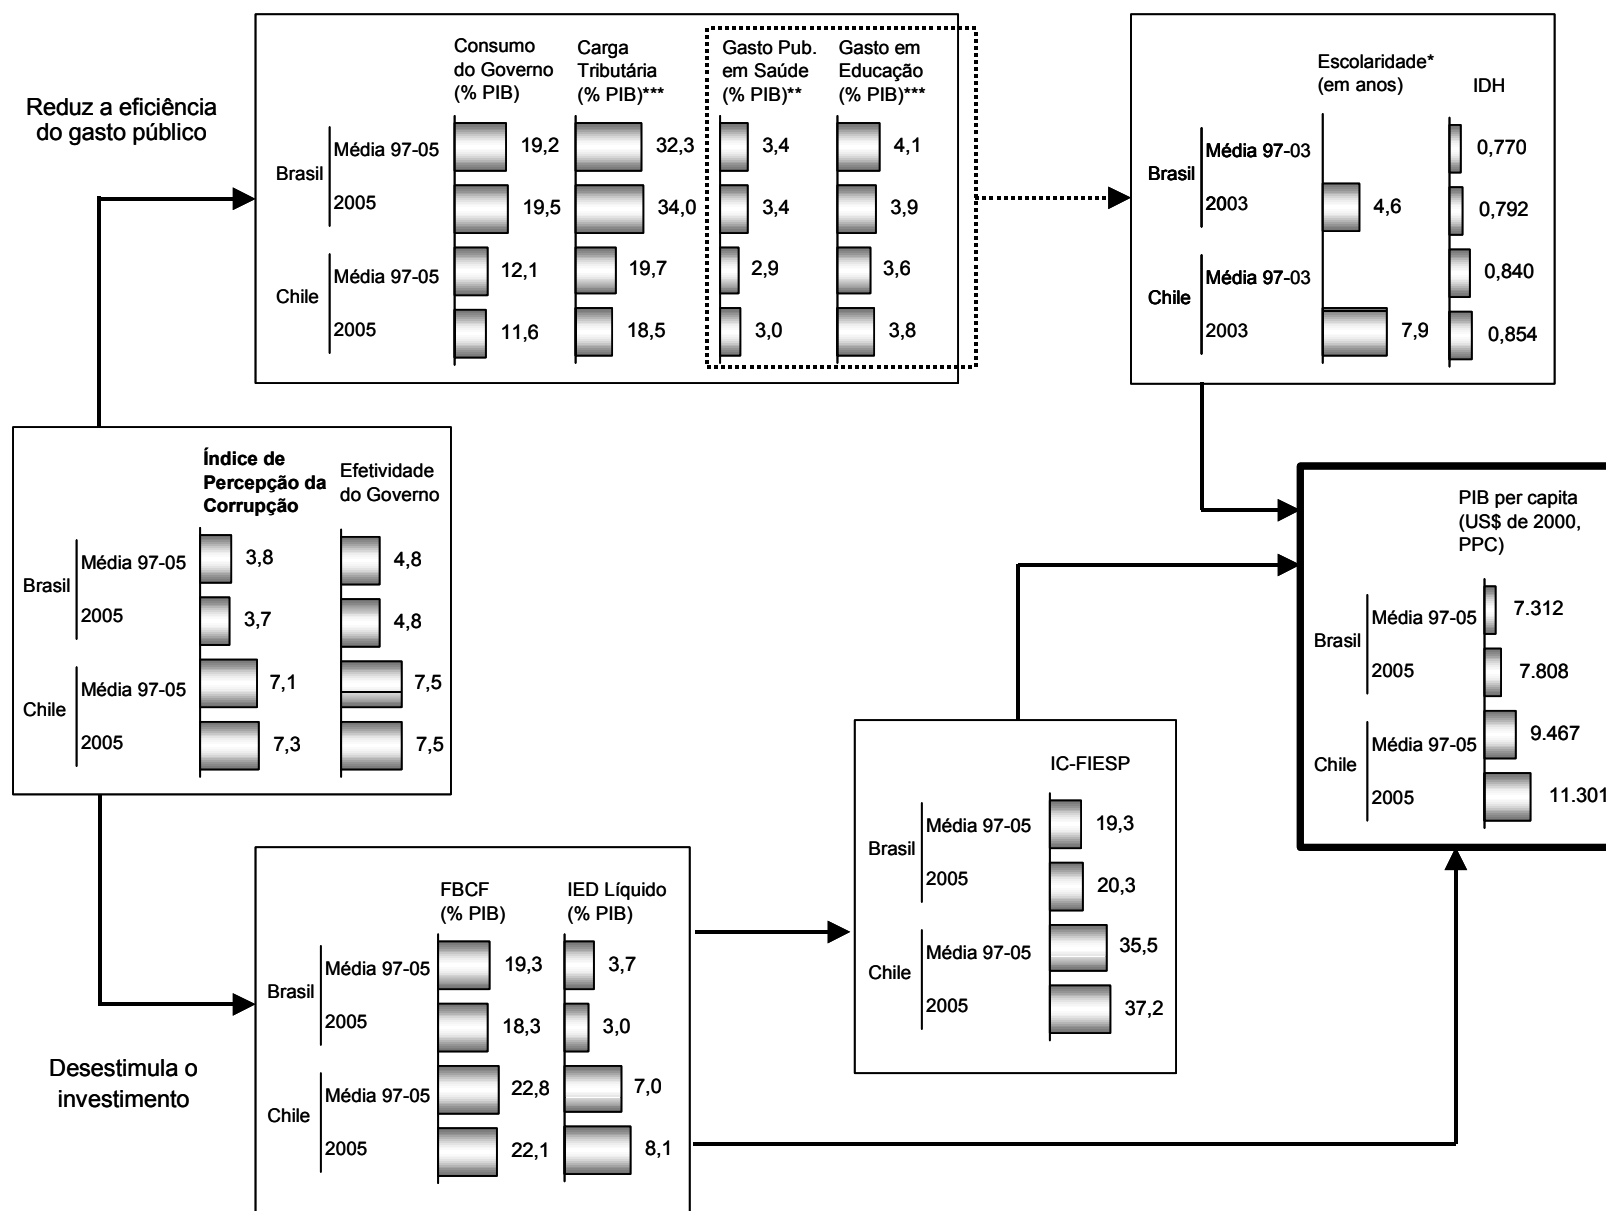 Reduz a eficiência
do gasto público
Consumo
do Governo
(% PIB)
Carga
Tributária
(% PIB)***
Gasto Pub.
em Saúde
(% PIB)**
Gasto em
Educação
(% PIB)***
Brasil
Média 97-05 19,2 32,3 3,4 4,1
2005 19,5 34,0 3,4 3,9
Chile
Média 97-05 12,1 19,7 2,9 3,6
2005 11,6 18,5 3,0 3,8
Escolaridade*
(em anos)
IDH
Brasil
Média 97-03 0,770
2003 4,6 0,792
Chile
Média 97-03 0,840
2003 7,9 0,854
Índice de
Percepção da
Corrupção
Efetividade
do Governo
Brasil
Média 97-05 3,8 4,8
2005 3,7 4,8
Chile
Média 97-05 7,1 7,5
2005 7,3 7,5
PIB per capita
(US$ de 2000,
PPC)
Brasil
Média 97-05 7.312
2005 7.808
Chile
Média 97-05 9.467
2005 11.301
IC-FIESP
Brasil
Média 97-05 19,3
2005 20,3
Chile
Média 97-05 35,5
2005 37,2
Desestimula o
investimento
FBCF
(% PIB)
IED Líquido
(% PIB)
Brasil
Média 97-05 19,3 3,7
2005 18,3 3,0
Chile
Média 97-05 22,8 7,0
2005 22,1 8,1